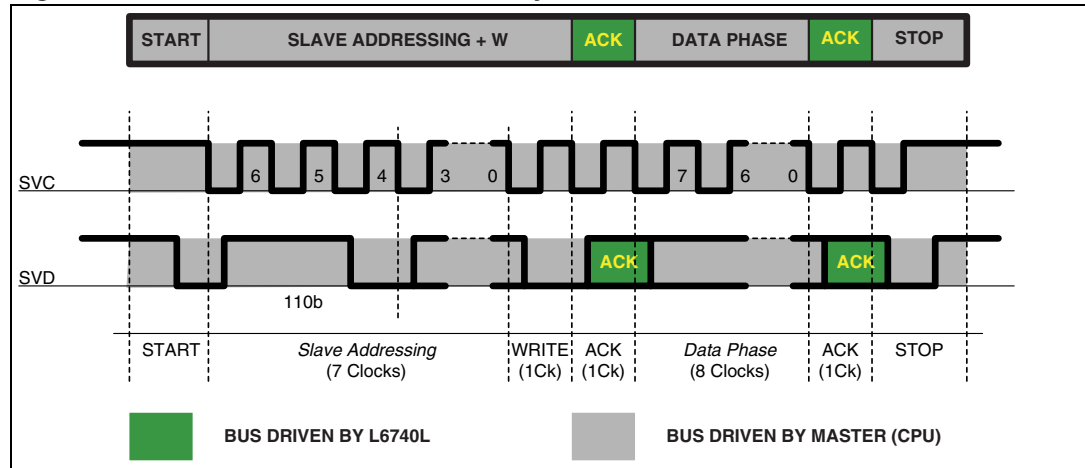 START SLAVE ADDRESSING + W ACK DATA PHASE ACK STOP
6 5 4 3 0 7 6 0
SVC
ACK ACK
SVD
110b
START Slave Addressing WRITE ACK Data Phase ACK STOP
(7 Clocks) (1Ck) (1Ck) (8 Clocks) (1Ck)
BUS DRIVEN BY L6740L BUS DRIVEN BY MASTER (CPU)